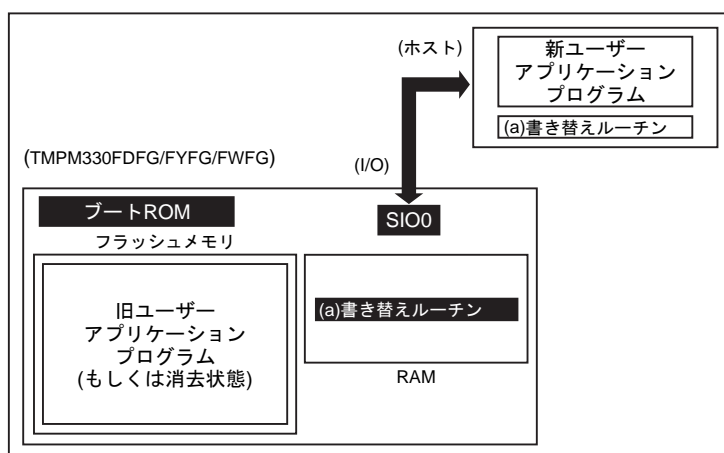 (ホスト)
新ユーザー
アプリケーション
プログラム
(a)書き替えルーチン
(TMPM330FDFG/FYFG/FWFG)
(I/O)
ブートROM
SIO0
フラッシュメモリ
旧ユーザー
アプリケーション
プログラム
(もしくは消去状態)
(a)書き替えルーチン
RAM